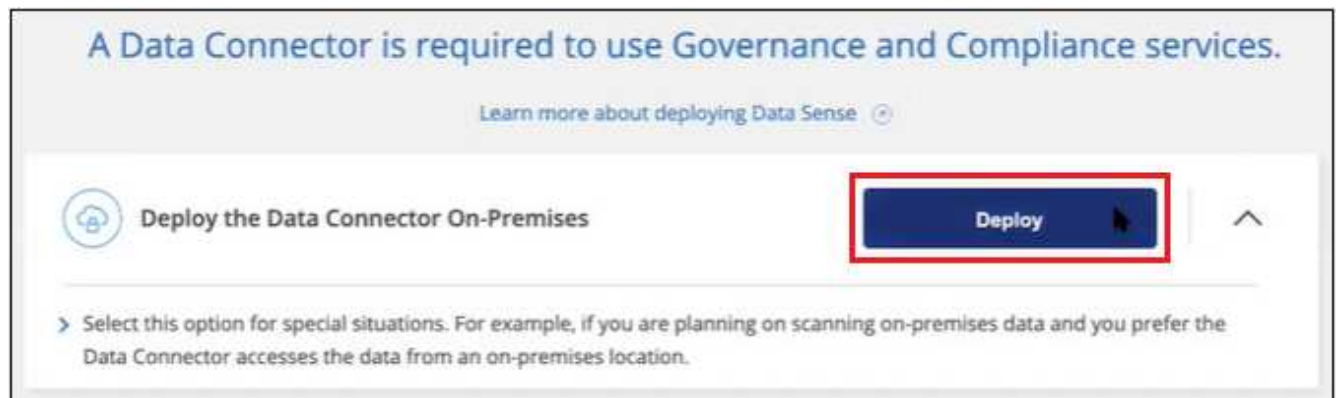 A Data Connector is required to use Governance and Compliance services.
Learn more about deploying Data Sense
Deploy the Data Connector On-Premises
Deploy
Select this option for special situations. For example, if you are planning on scanning on-premises data and you prefer the
Data Connector accesses the data from an on-premises location.